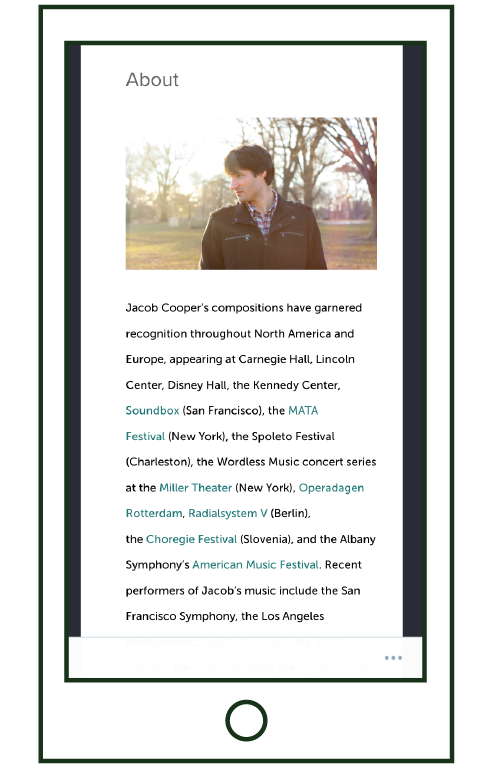 About
Jacob Cooper's compositions have garnered
recognition throughout North America and
Europe, appearing at Carnegie Hall, Lincoln
Center, Disney Hall, the Kennedy Center,
Soundbox (San Francisco), the MATA
Festival (New York), the Spoleto Festival
(Charleston), the Wordless Music concert series
at the Miller Theater (New York), Operadagen
Rotterdam, Radialsystem V (Berlin),
the Choregie Festival (Slovenia), and the Albany
Symphony's American Music Festival. Recent
performers of Jacob's music include the San
Francisco Symphony, the Los Angeles